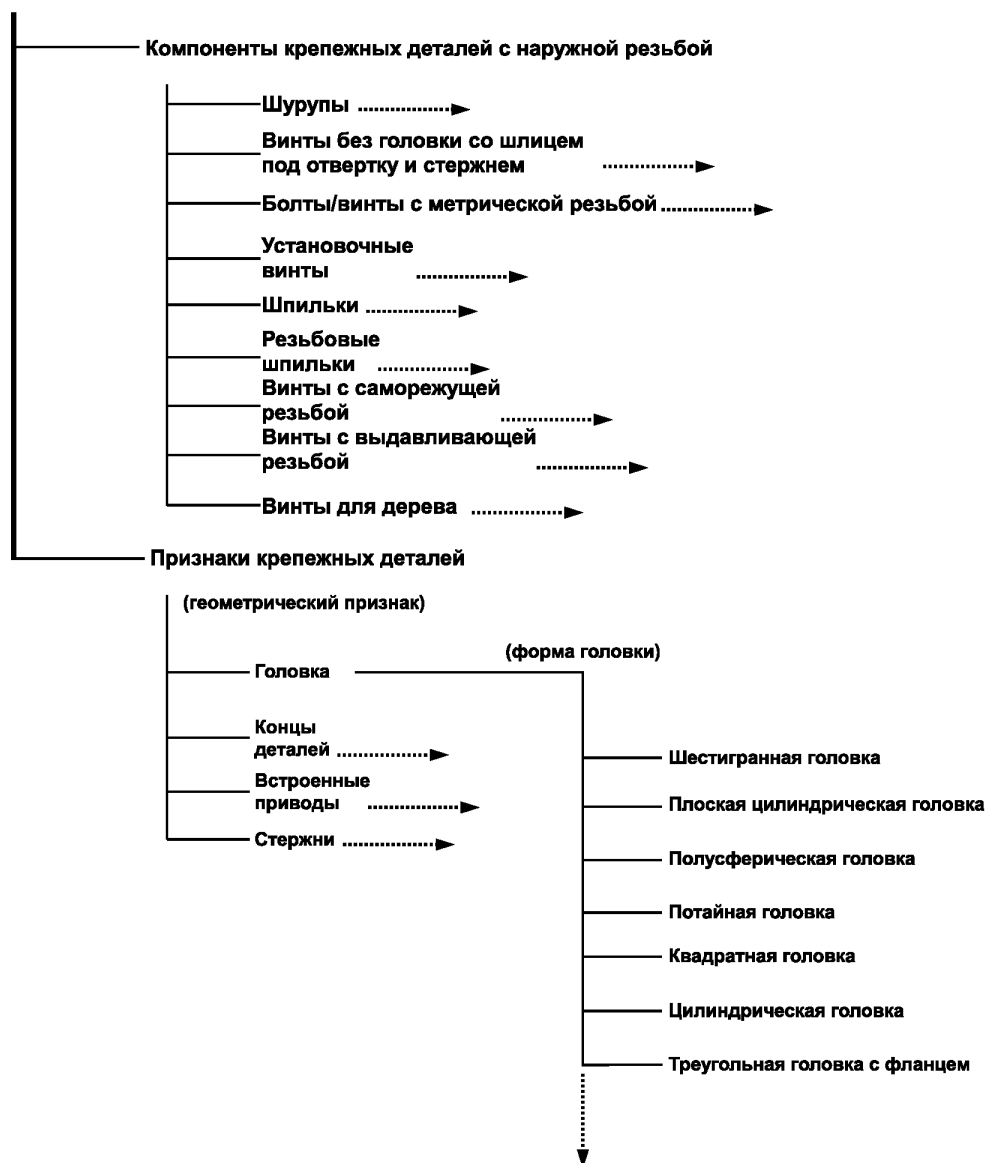 Компоненты крепежных деталей с наружной резьбой
Шурупы
Винты без головки со шлицем
под отвертку и стержнем
Болты/винты с метрической резьбой
Установочные
винты
Шпильки
Резьбовые
шпильки
Винты с саморежущей
резьбой
Винты с выдавливающей
резьбой
Винты для дерева
Признаки крепежных деталей
(геометрический признак)
(форма головки)
Головка
Концы
деталей
Встроенные
приводы
Стержни
Шестигранная головка
Плоская цилиндрическая головка
Полусферическая головка
Потайная головка
Квадратная головка
Цилиндрическая головка
Треугольная головка с фланцем